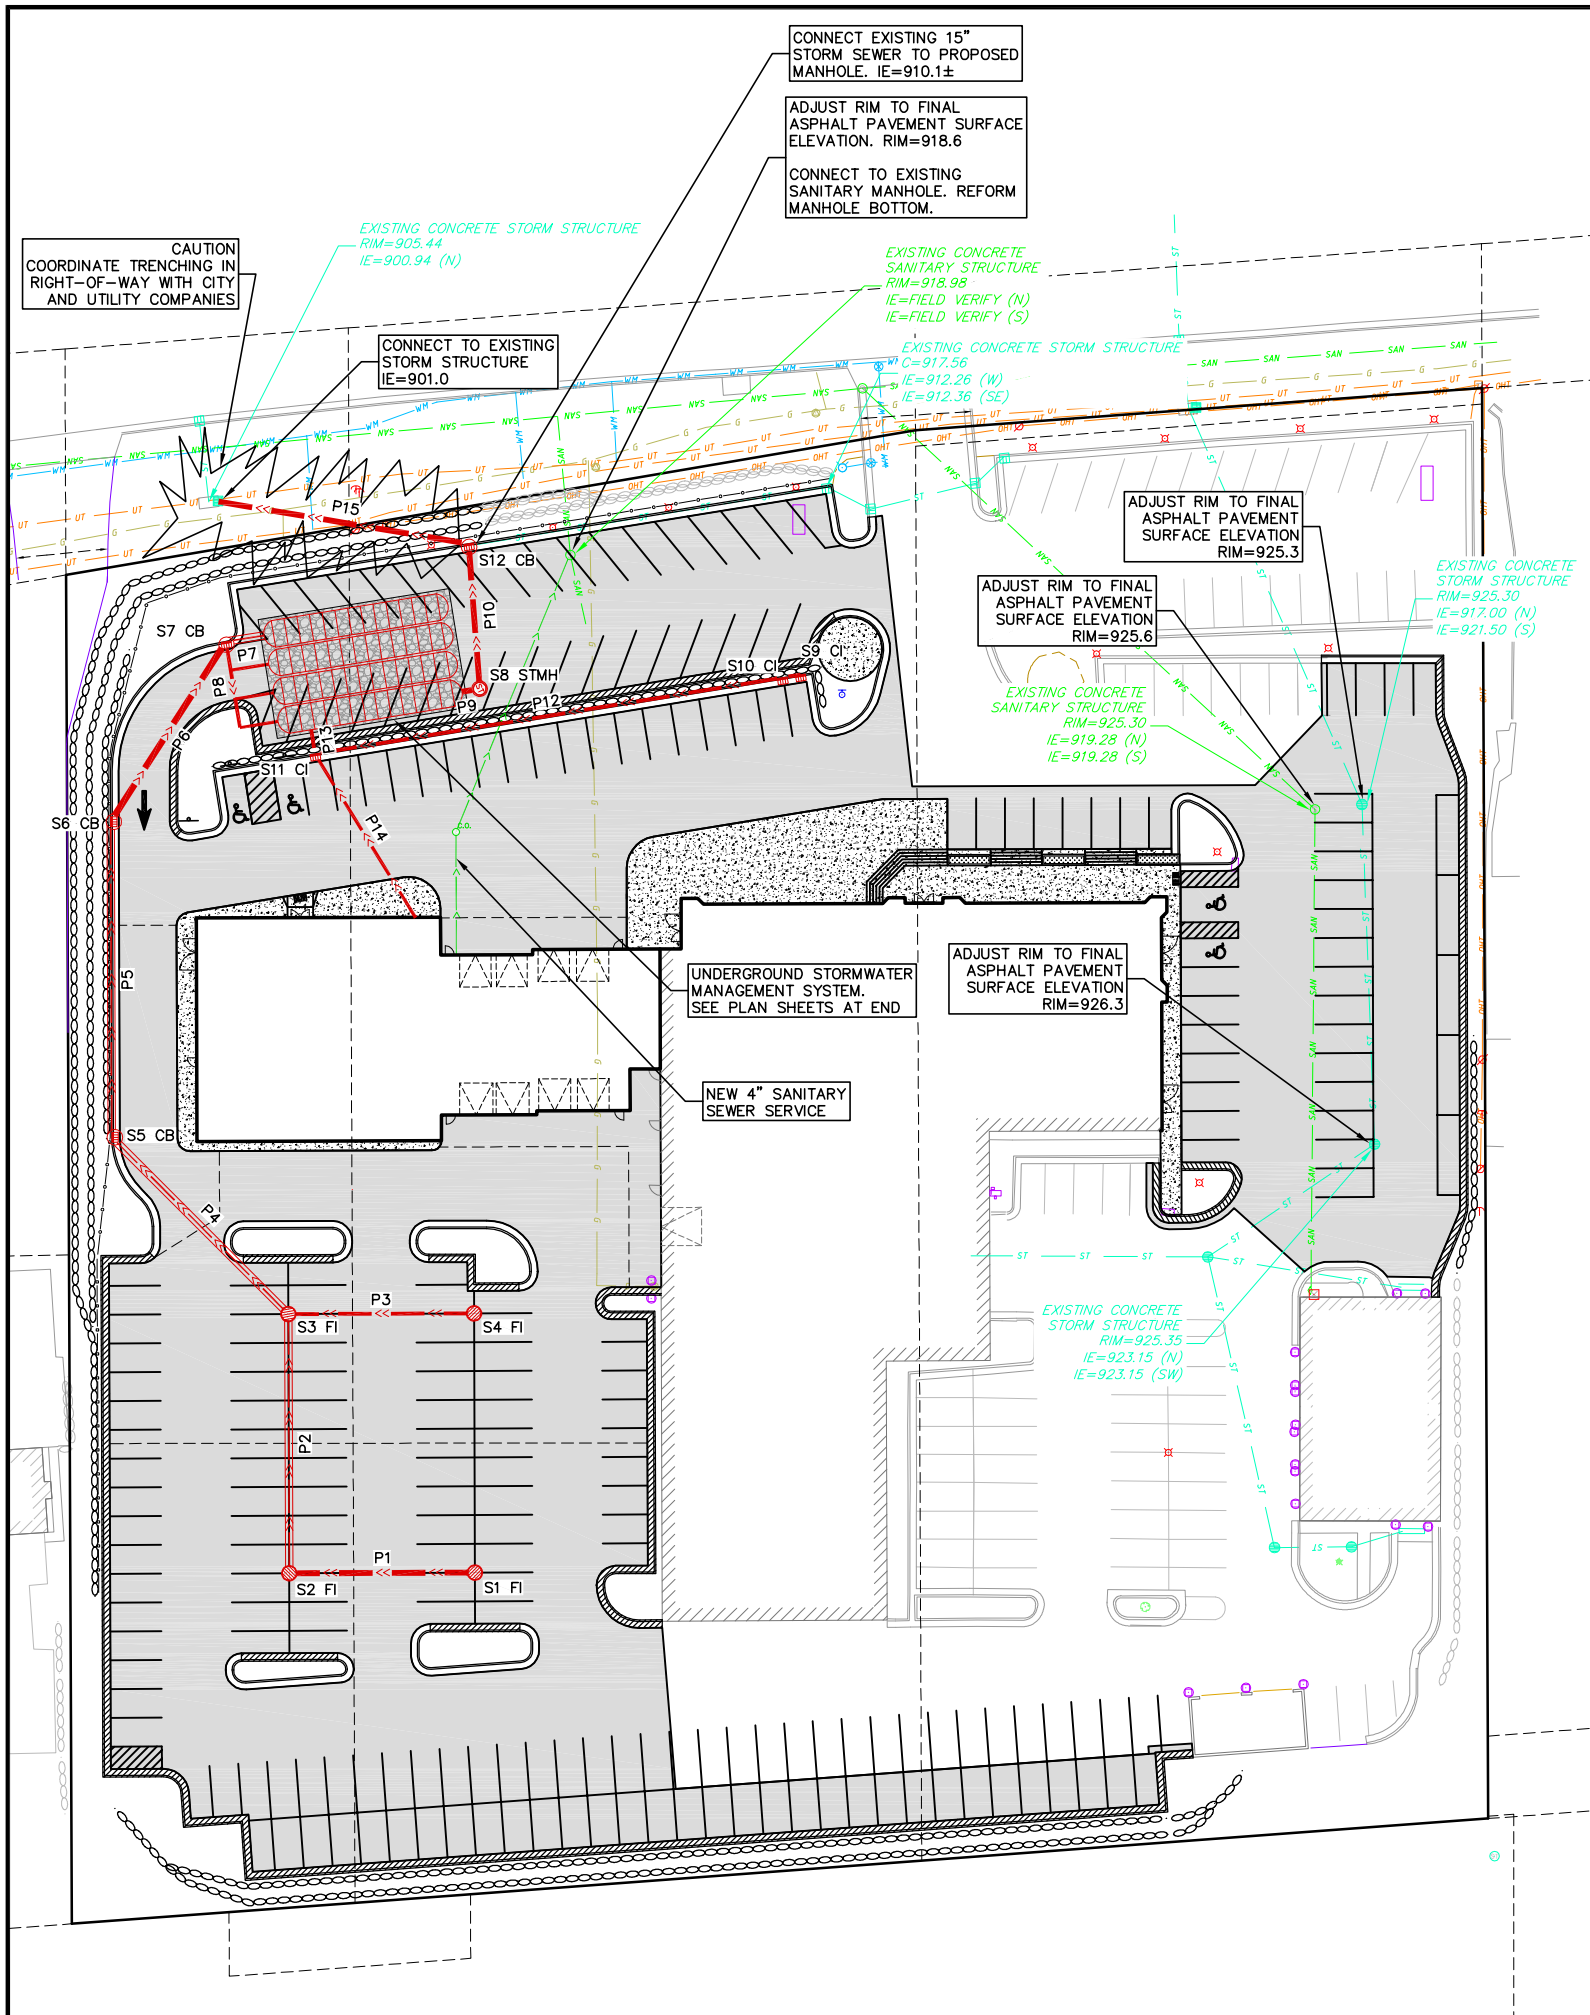 CONNECT EXISTING 15"
STORM SEWER TO PROPOSED
MANHOLE. IE=910.1±
ADJUST RIM TO FINAL
ASPHALT PAVEMENT SURFACE
ELEVATION. RIM=918.6
CONNECT TO EXISTING
SANITARY MANHOLE. REFORM
MANHOLE BOTTOM.
EXISTING CONCRETE STORM STRUCTURE
RIM=905.44
IE=900.94 (N)
CAUTION
COORDINATE TRENCHING IN
RIGHT-OF-WAY WITH CITY
AND UTILITY COMPANIES
EXISTING CONCRETE
SANITARY STRUCTURE
RIM=918.98
IE=FIELD VERIFY (N)
IE=FIELD VERIFY (S)
CONNECT TO EXISTING
STORM STRUCTURE
IE=901.0
EXISTING CONCRETE STORM STRUCTURE
C=917.56
IE=912.26 (W)
IE=912.36 (SE)
ADJUST RIM TO FINAL
ASPHALT PAVEMENT
SURFACE ELEVATION
RIM=925.3
EXISTING CONCRETE
STORM STRUCTURE
RIM=925.30
IE=917.00 (N)
IE=921.50 (S)
ADJUST RIM TO FINAL
ASPHALT PAVEMENT
SURFACE ELEVATION
RIM=925.6
EXISTING CONCRETE
SANITARY STRUCTURE
RIM=925.30
IE=919.28 (N)
IE=919.28 (S)
P15
S12 CB
P10
S7 CB
P7
P8
S8 STMH
P9
S10 CI
S9 CI
P12
P13
P6
S11 CI
S6 CB
P14
C.O.
P5
ADJUST RIM TO FINAL
ASPHALT PAVEMENT
SURFACE ELEVATION
RIM=926.3
UNDERGROUND STORMWATER
MANAGEMENT SYSTEM.
SEE PLAN SHEETS AT END
NEW 4" SANITARY
SEWER SERVICE
S5 CB
P4
P3
S3 FI
S4 FI
EXISTING CONCRETE
STORM STRUCTURE
RIM=925.35
IE=923.15 (N)
IE=923.15 (SW)
P2
P1
S2 FI
S1 FI